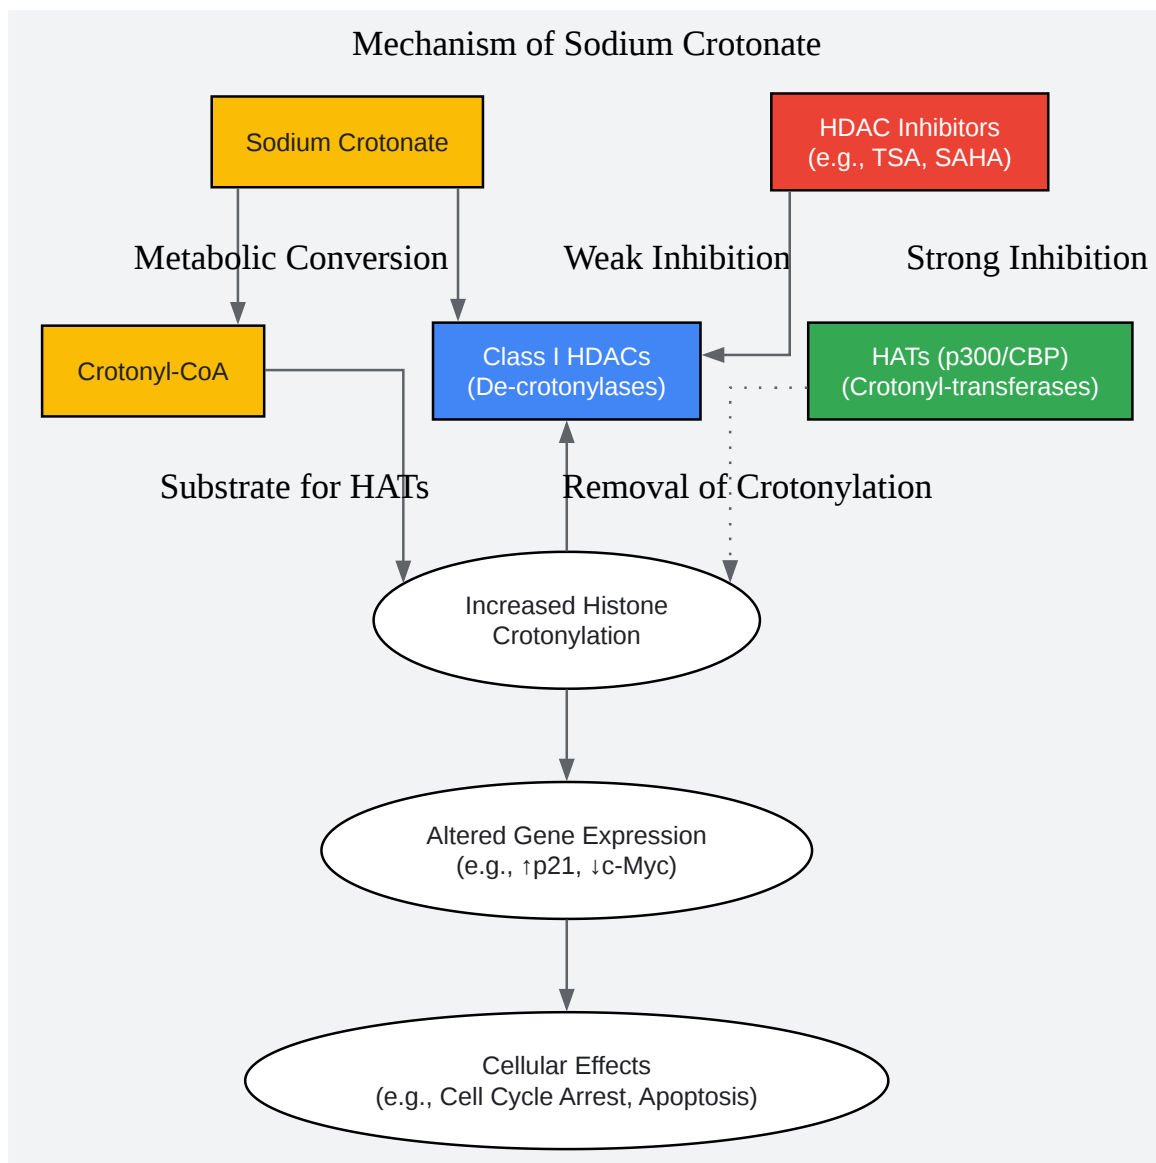 Mechanism of Sodium Crotonate
Sodium Crotonate
HDAC Inhibitors
(e.g., TSA, SAHA)
Metabolic Conversion
Weak Inhibition
Strong Inhibition
Crotonyl-CoA
Class I HDACs
(De-crotonylases)
HATs (p300/CBP)
(Crotonyl-transferases)
Substrate for HATs
Removal of Crotonylation
Increased Histone
Crotonylation
Altered Gene Expression
(e.g., ↑p21, ↓c-Myc)
Cellular Effects
(e.g., Cell Cycle Arrest, Apoptosis)